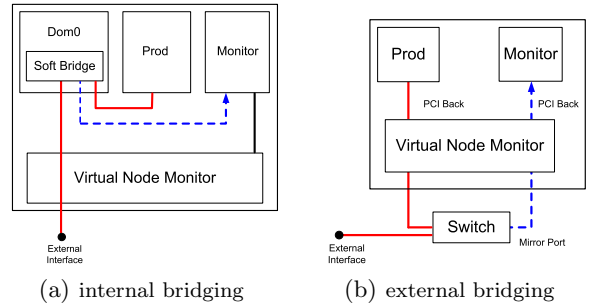 Dom0
Soft Bridge
Prod
Monitor
Virtual Node Monitor
External
Interface
(a) internal bridging
Prod
Monitor
PCI Back
PCI Back
Virtual Node Monitor
Switch
Mirror Port
External
Interface
(b) external bridging